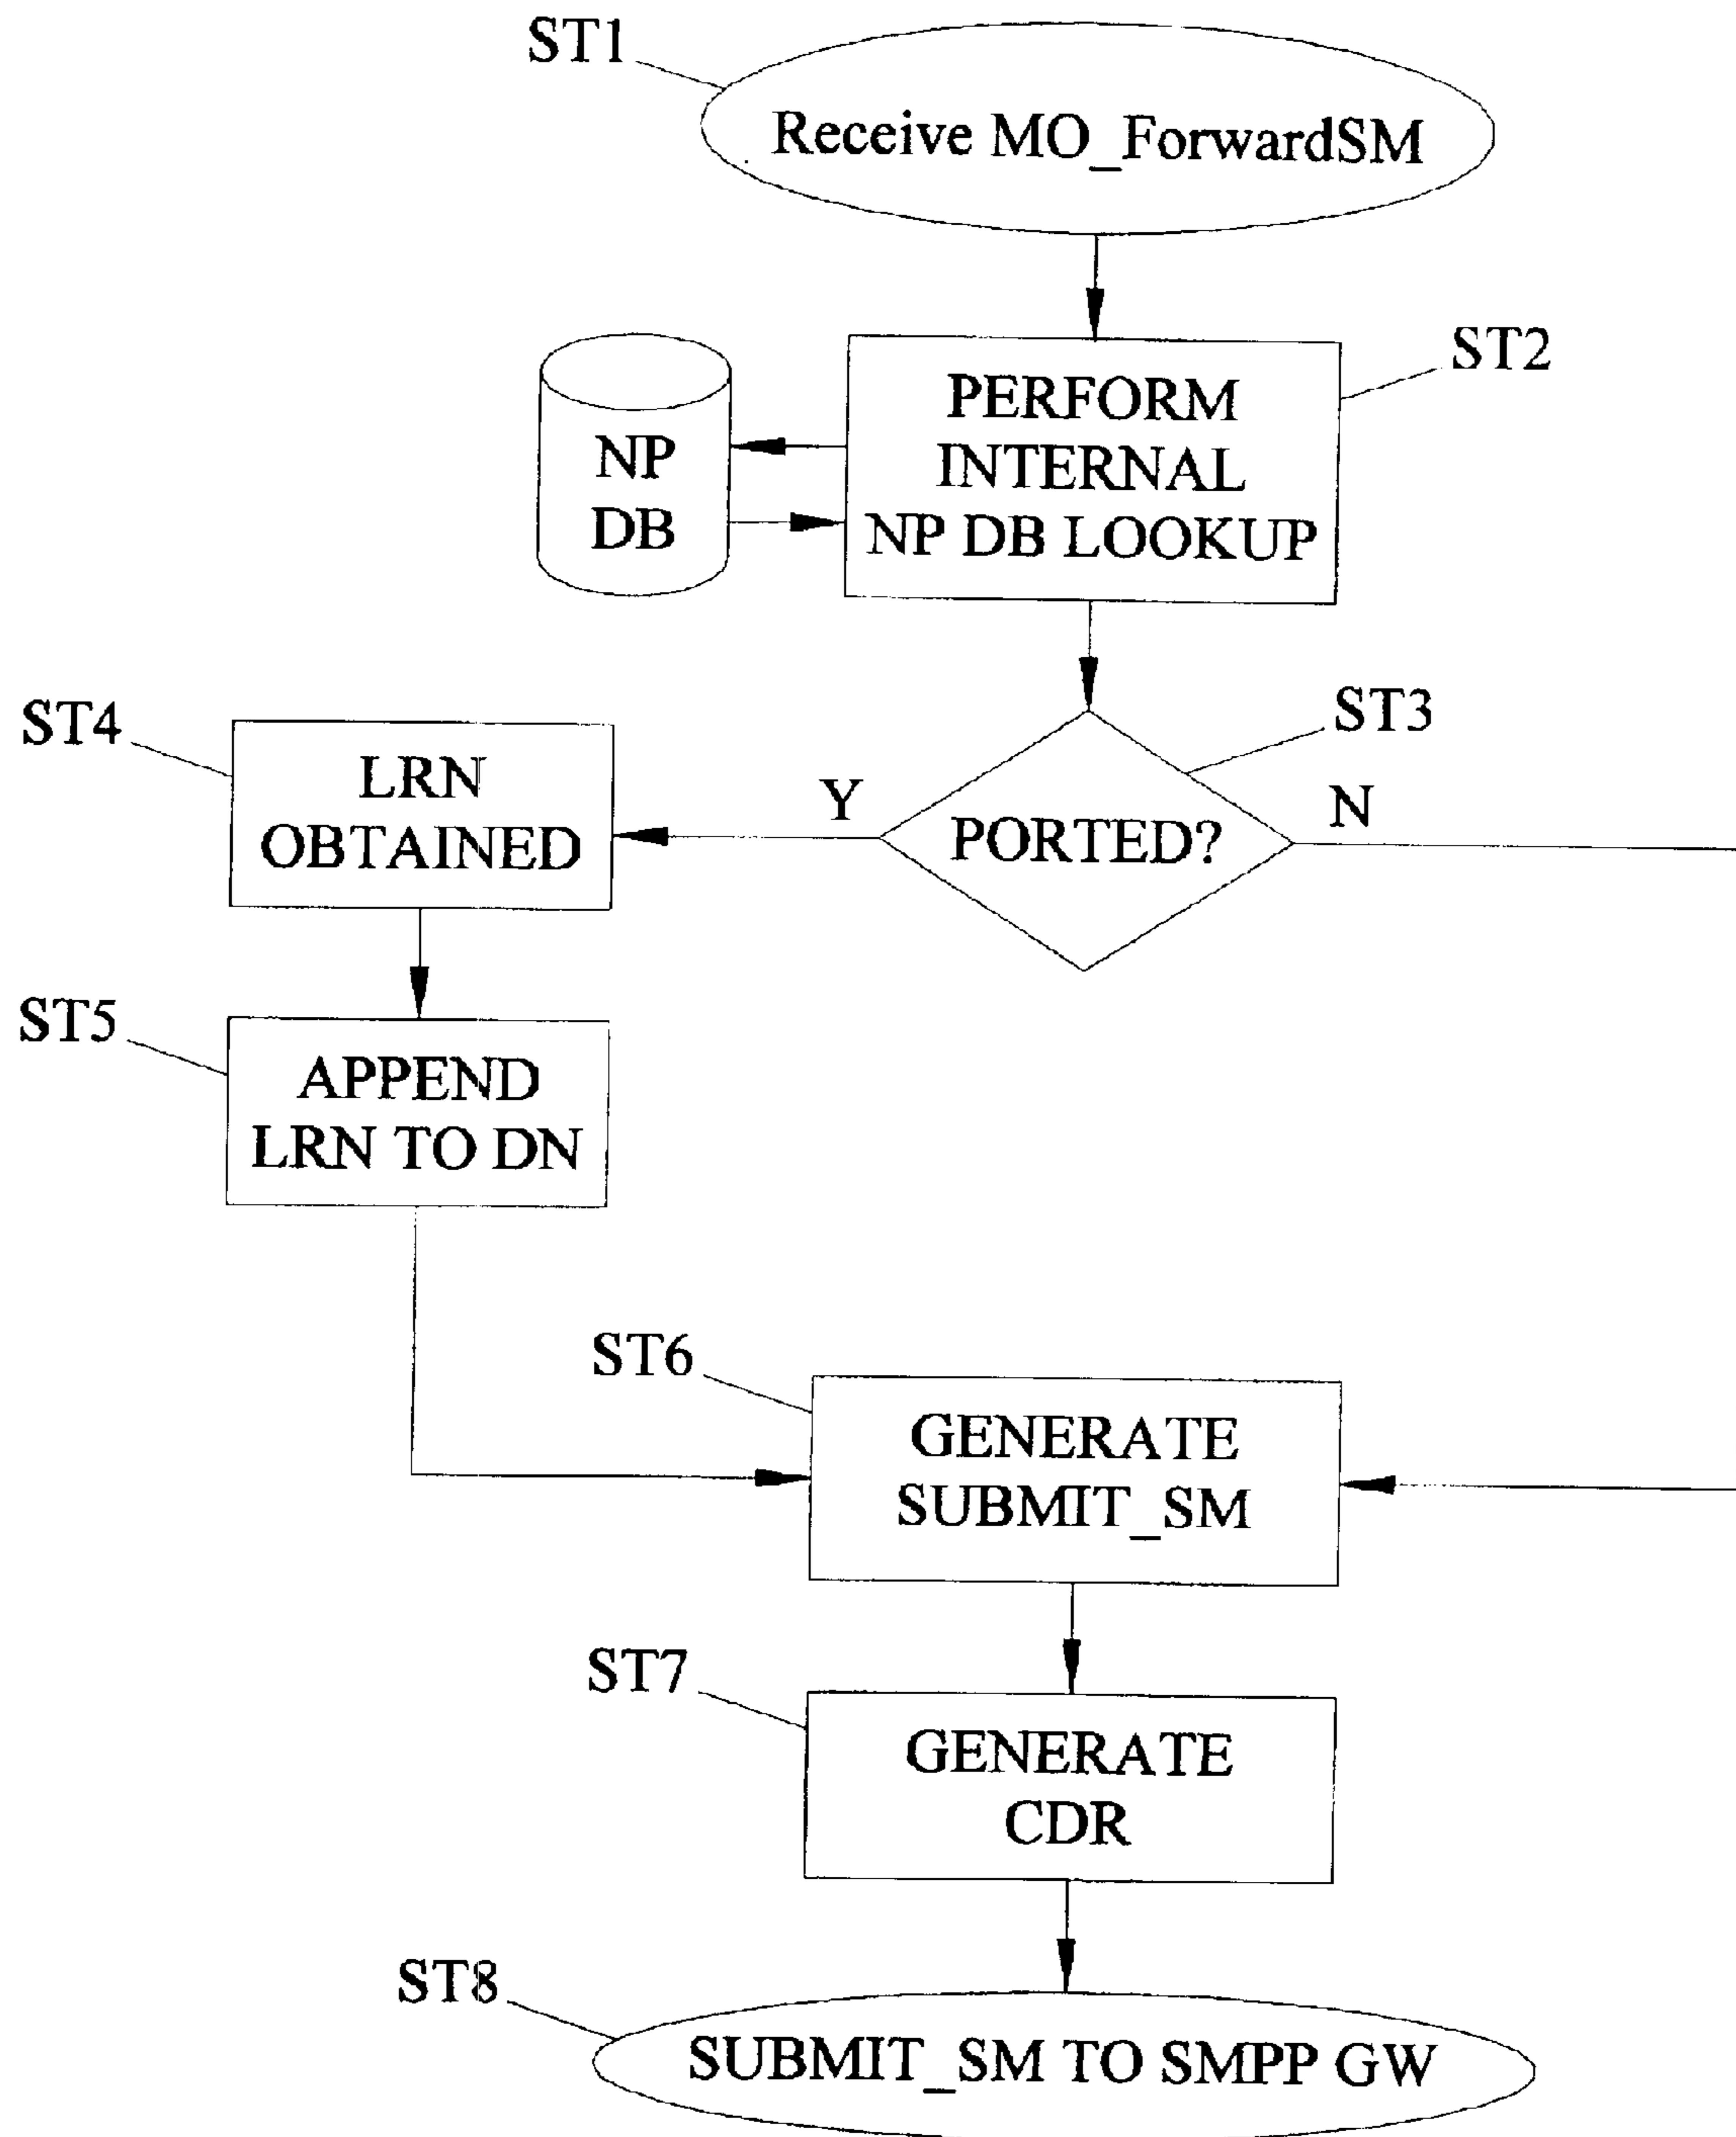 ST1
Receive MO_ForwardSM
ST2
PERFORM
INTERNAL
NP DB LOOKUP
NP
DB
ST3
PORTED?
Y
N
ST4
LRN
OBTAINED
ST5
APPEND
LRN TO DN
ST6
GENERATE
SUBMIT_SM
ST7
GENERATE
CDR
ST8
SUBMIT_SM TO SMPP GW